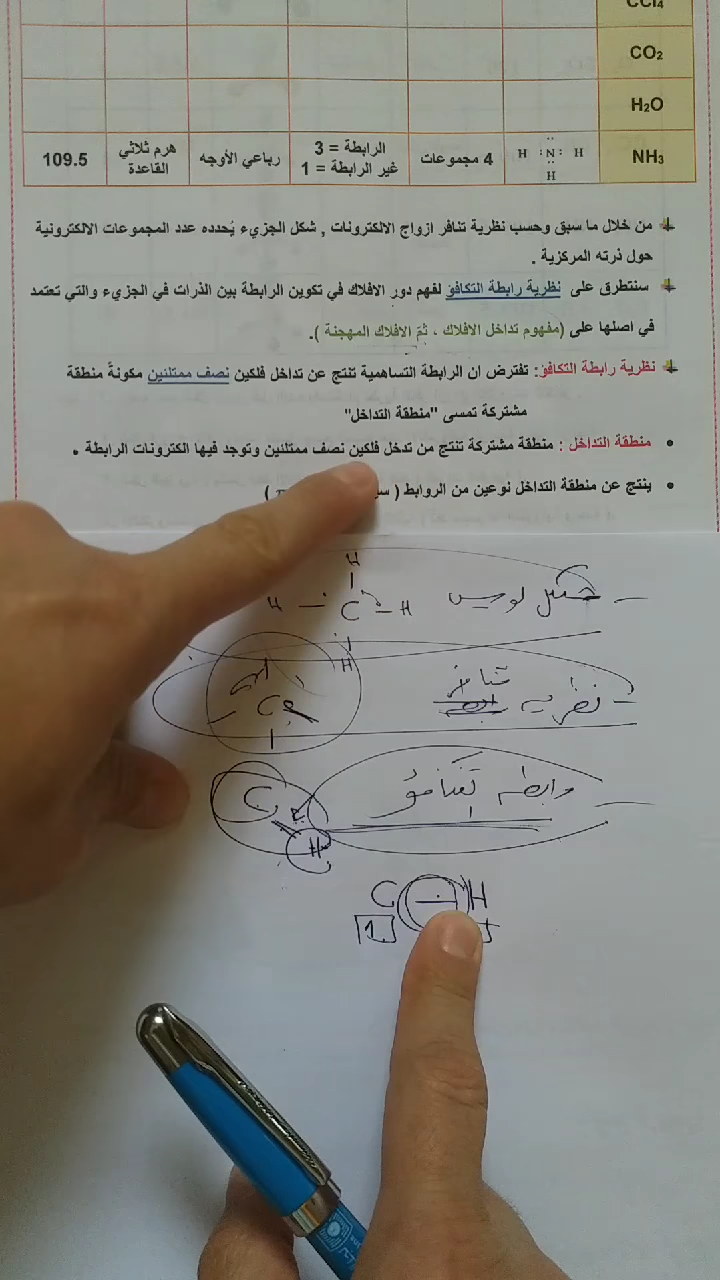 CCl₄
CO₂
H₂O
NH₃
H :N: H
H
4 مجموعات
الرابطة = 3
غير الرابطة = 1
رباعي الأوجه
هرم ثلاثي
القاعدة
109.5
من خلال ما سبق وحسب نظرية تنافر ازواج الالكترونات , شكل الجزيء يُحدده عدد المجموعات الالكترونية
حول ذرته المركزية .
سنتطرق على نظرية رابطة التكافؤ لفهم دور الافلاك في تكوين الرابطة بين الذرات في الجزيء والتي تعتمد
في اصلها على (مفهوم تداخل الافلاك ، ثمّ الافلاك المهجنة ).
نظرية رابطة التكافؤ: تفترض ان الرابطة التساهمية تنتج عن تداخل فلكين نصف ممتلئين مكونةً منطقة
مشتركة تمسى "منطقة التداخل"
منطقة التداخل : منطقة مشتركة تنتج من تدخل فلكين نصف ممتلئين وتوجد فيها الكترونات الرابطة .
ينتج عن منطقة التداخل نوعين من الروابط (
H
شكل لويس H – C – H
H
نظرية تنافر
C
رابطة تكافؤ C
H
C H
1